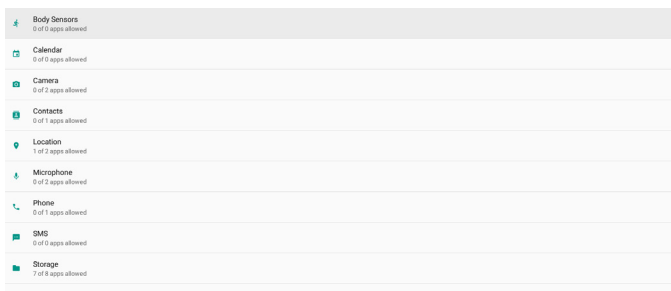 Body Sensors
0 of 0 apps allowed
Calendar
0 of 0 apps allowed
Camera
0 of 2 apps allowed
Contacts
0 of 1 apps allowed
Location
1 of 2 apps allowed
Microphone
0 of 2 apps allowed
Phone
0 of 1 apps allowed
SMS
0 of 0 apps allowed
Storage
7 of 8 apps allowed